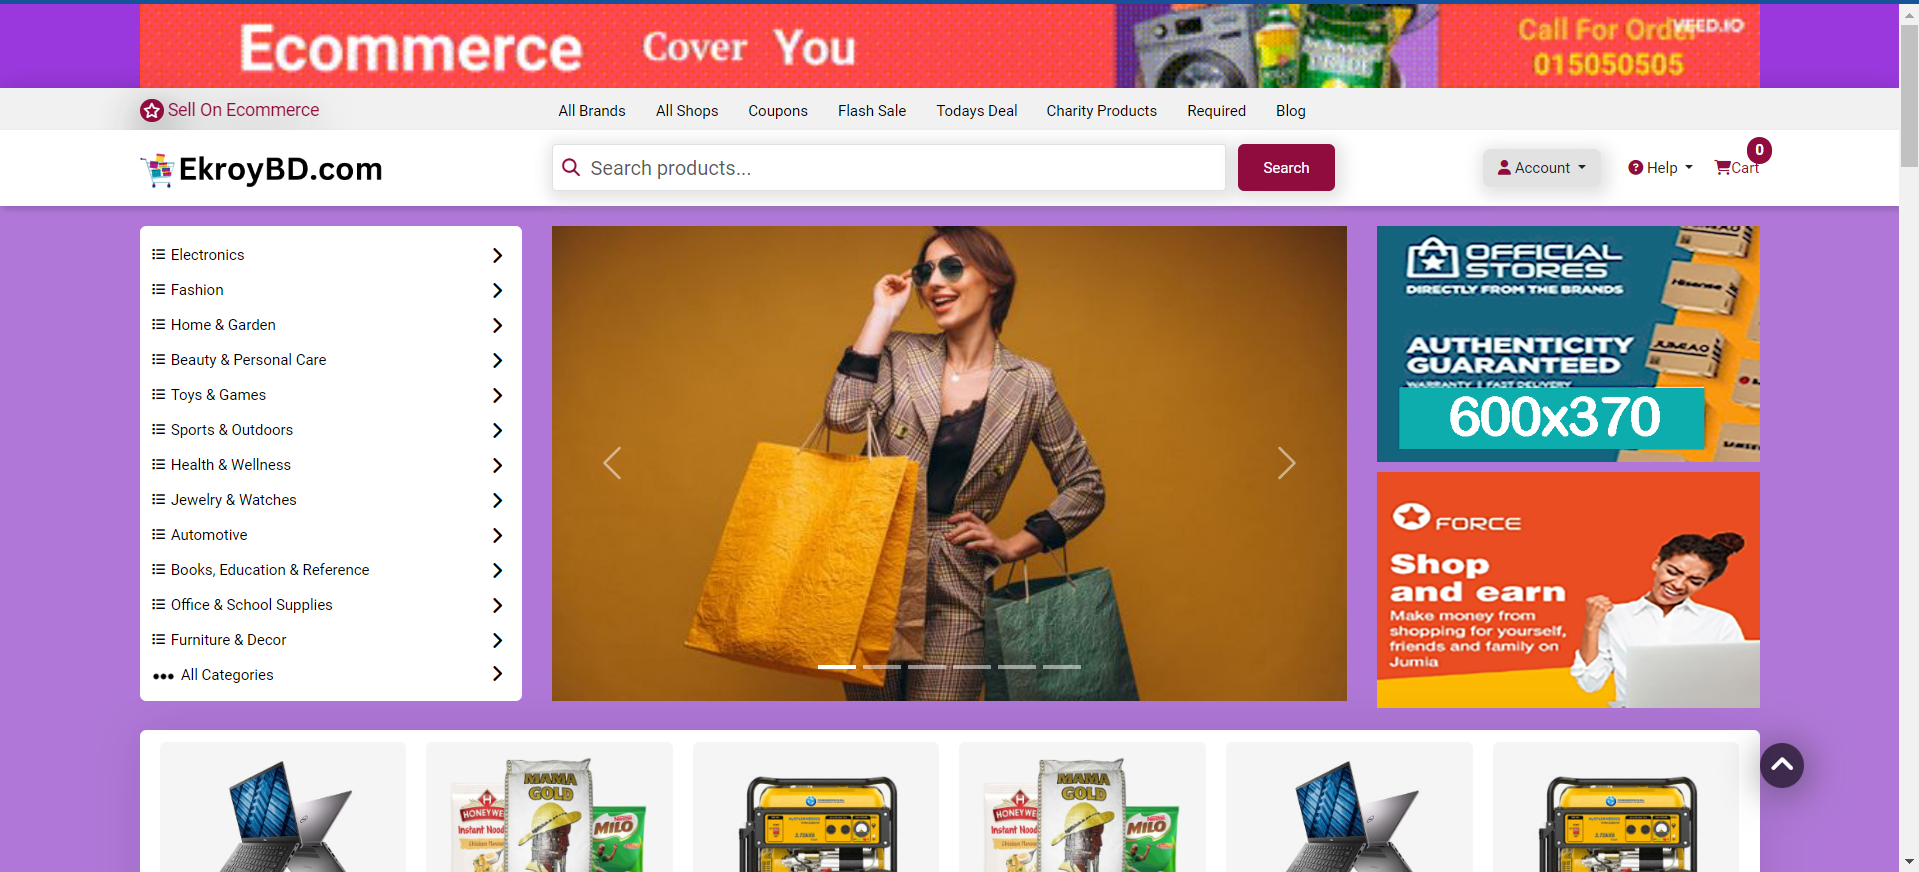 Ecommerce Cover You
Call For Order
VEED.IO
015050505
Sell On Ecommerce
All Brands
All Shops
Coupons
Flash Sale
Todays Deal
Charity Products
Required
Blog
EkroyBD.com
Search products...
Search
Account
Help
Cart
0
Electronics
Fashion
Home & Garden
Beauty & Personal Care
Toys & Games
Sports & Outdoors
Health & Wellness
Jewelry & Watches
Automotive
Books, Education & Reference
Office & School Supplies
Furniture & Decor
All Categories
OFFICIAL
STORES
DIRECTLY FROM THE BRANDS
AUTHENTICITY
GUARANTEED
WARRANTY | FAST DELIVERY
600x370
Hisense
FORCE
Shop
and earn
Make money from
shopping for yourself,
friends and family on
Jumia
MAMA
GOLD
HONEYWE
Instant Nood
MILO
MAMA
GOLD
HONEYWE
Instant Nood
MILO